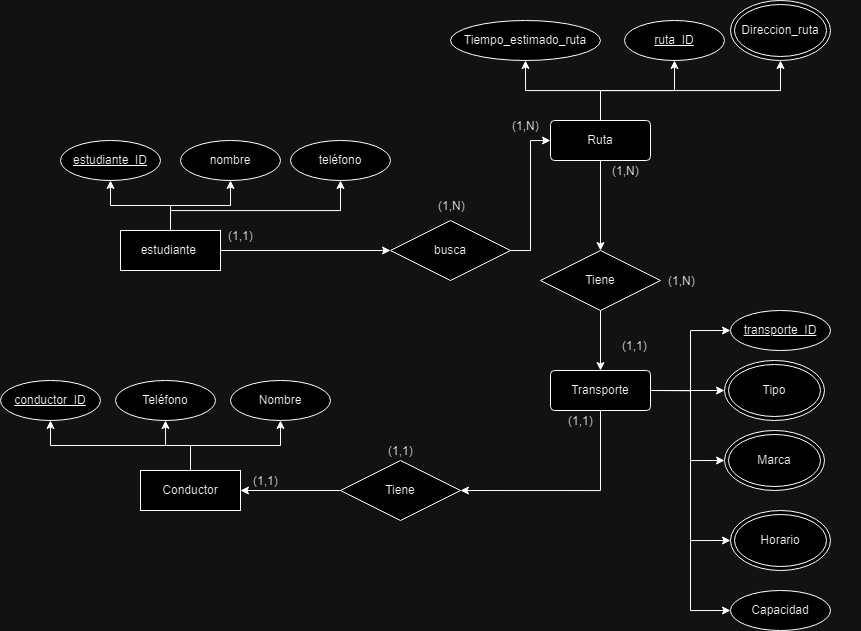 Direccion_ruta
Tiempo_estimado_ruta
ruta_ID
(1,N)
Ruta
estudiante_ID
nombre
teléfono
(1,N)
(1,N)
(1,1)
estudiante
busca
Tiene
(1,N)
transporte_ID
(1,1)
Transporte
Tipo
conductor_ID
Teléfono
Nombre
(1,1)
(1,1)
Marca
(1,1)
Conductor
Tiene
Horario
Capacidad